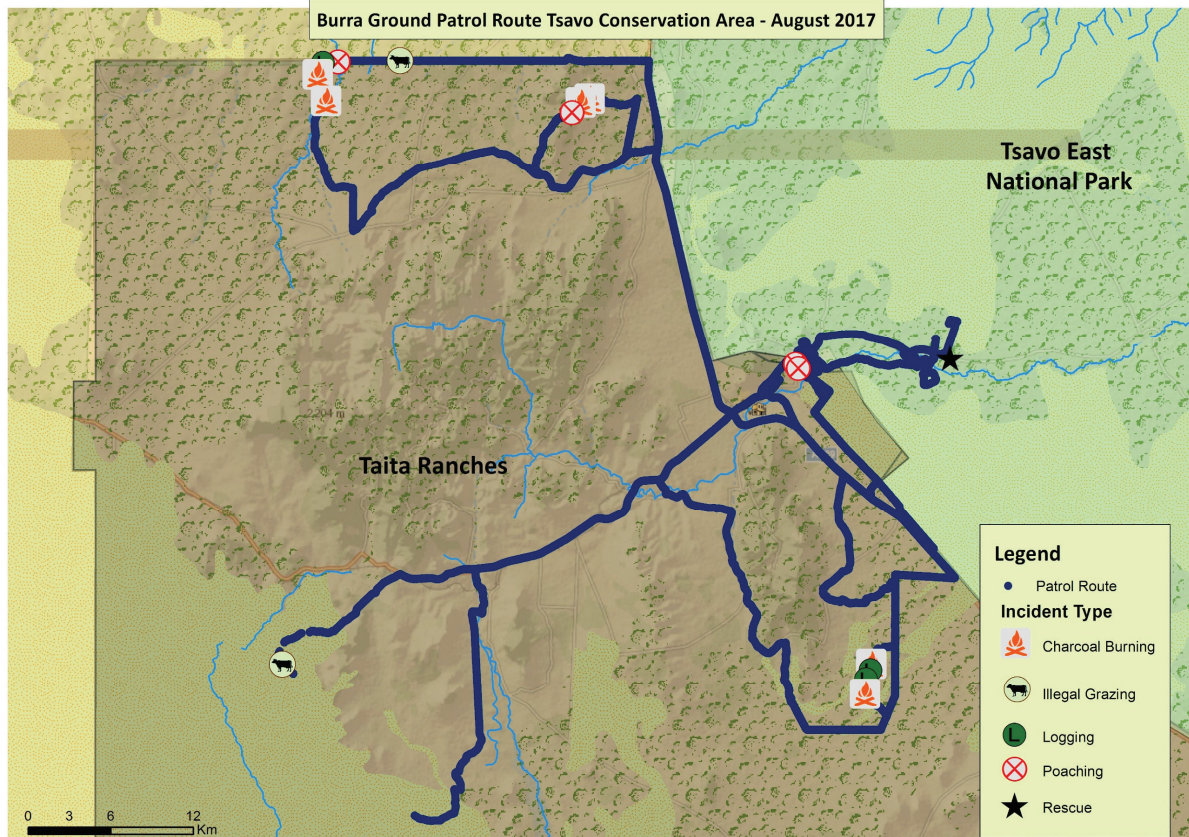 Burra Ground Patrol Route Tsavo Conservation Area - August 2017
Tsavo East
National Park
2204 m
Taita Ranches
Legend
Patrol Route
Incident Type
Charcoal Burning
Illegal Grazing
L
Logging
Poaching
Rescue
0 3 6 12
Km